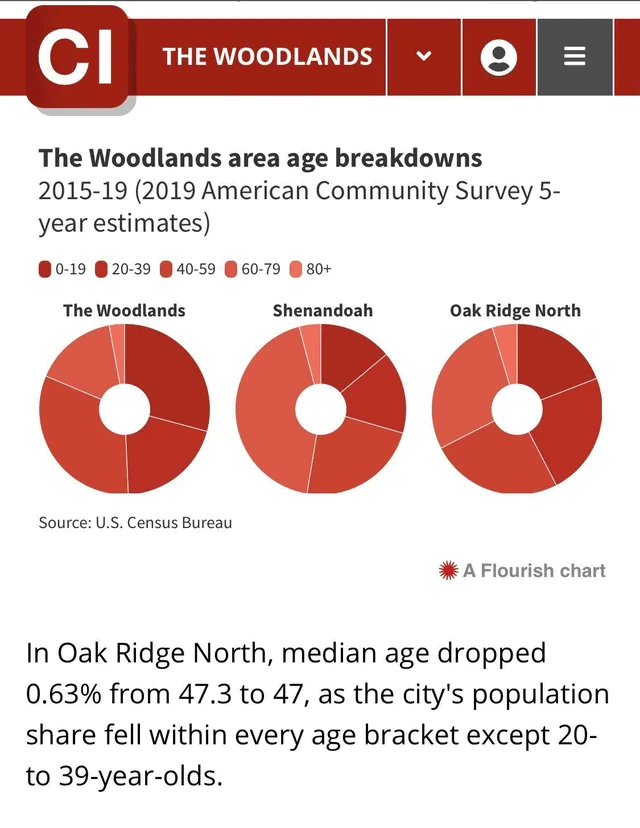 CI THE WOODLANDS
The Woodlands area age breakdowns
2015-19 (2019 American Community Survey 5-
year estimates)
0-19 20-39 40-59 60-79 80+
The Woodlands Shenandoah Oak Ridge North
Source: U.S. Census Bureau
A Flourish chart
In Oak Ridge North, median age dropped
0.63% from 47.3 to 47, as the city's population
share fell within every age bracket except 20-
to 39-year-olds.